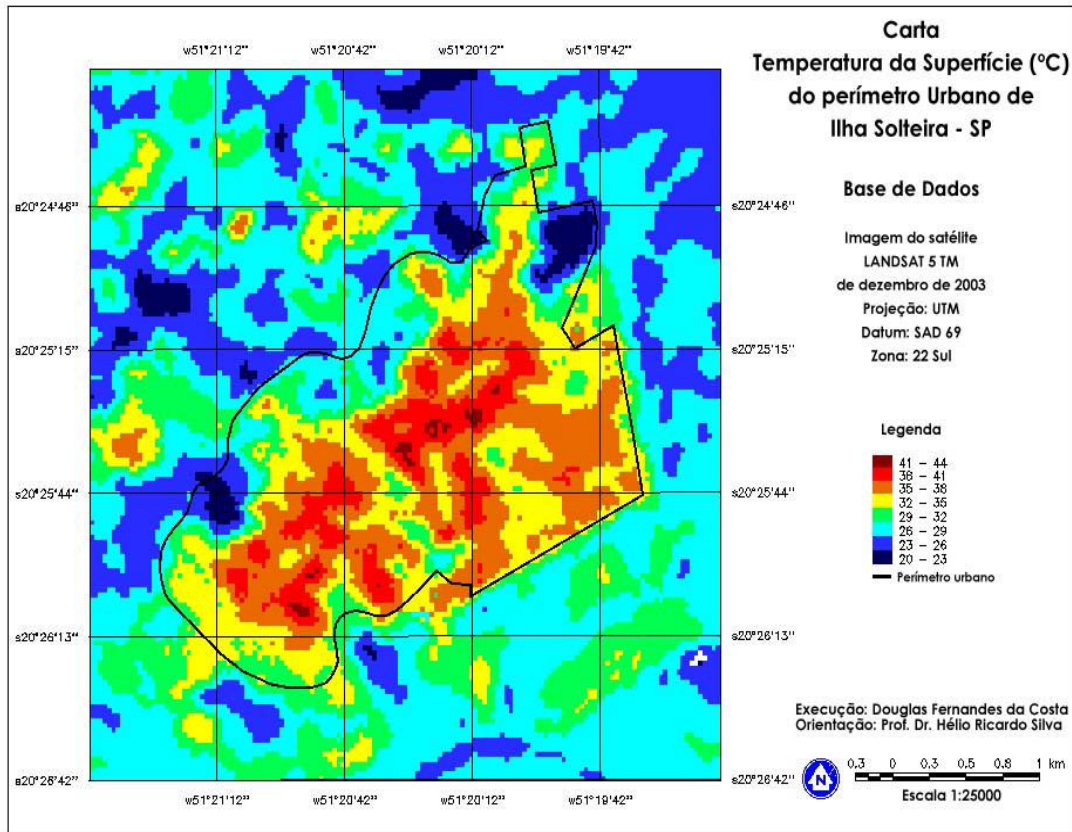 Carta
Temperatura da Superfície (ºC)
do perímetro Urbano de
Ilha Solteira - SP
Base de Dados
Imagem do satélite
LANDSAT 5 TM
de dezembro de 2003
Projeção: UTM
Datum: SAD 69
Zona: 22 Sul
Legenda
41 - 44
38 - 41
35 - 38
32 - 35
29 - 32
26 - 29
23 - 26
20 - 23
Perímetro urbano
Execução: Douglas Fernandes da Costa
Orientação: Prof. Dr. Hélio Ricardo Silva
N
0.3 0 0.3 0.6 1 km
Escala 1:25000
w51°21'12'' w51°20'42'' w51°20'12'' w51°19'42''
s20°24'46'' s20°24'46''
s20°25'15'' s20°25'15''
s20°25'44'' s20°25'44''
s20°26'13'' s20°26'13''
s20°26'42'' s20°26'42''
w51°21'12'' w51°20'42'' w51°20'12'' w51°19'42''